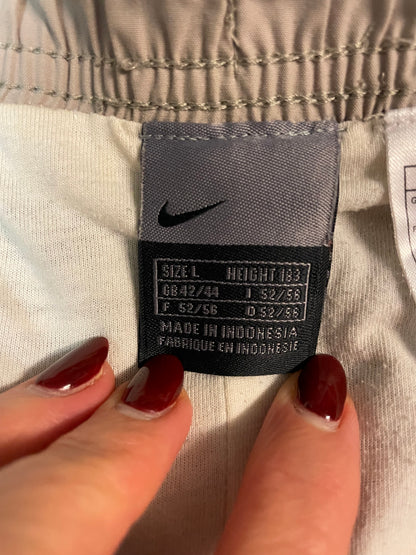 SIZE L HEIGHT 183
GB 42/44 I 52/56
F 52/56 D 52/56
MADE IN INDONESIA
FABRIQUE EN INDONESIE